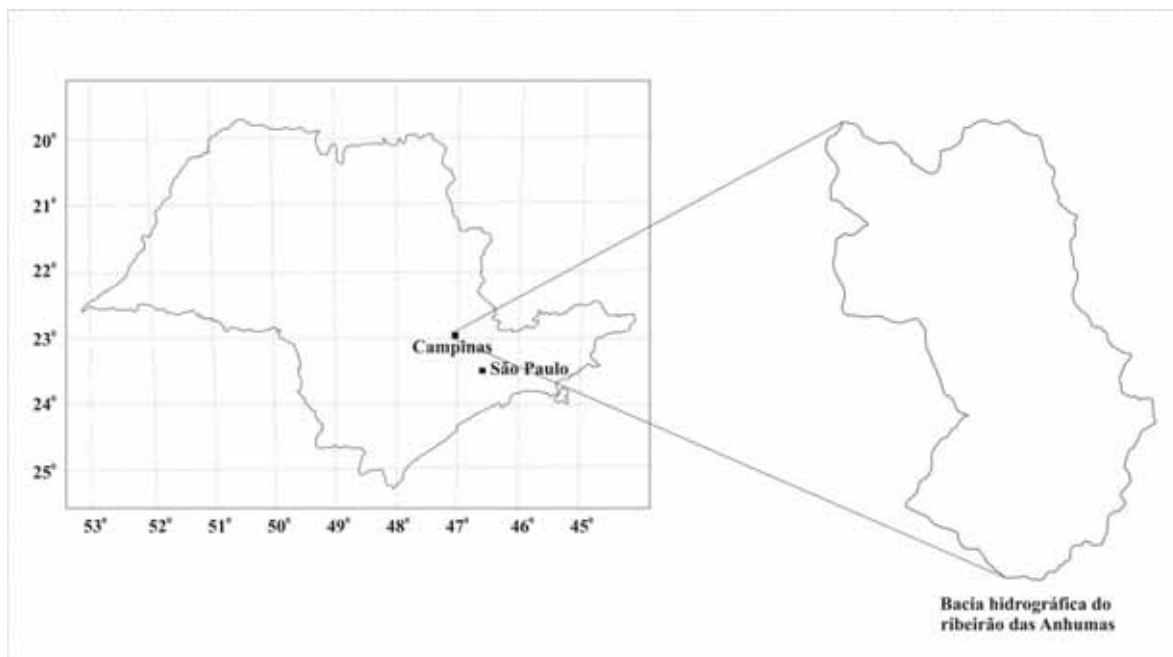 20°
21°
22°
23°
24°
25°
Campinas
São Paulo
53° 52° 51° 50° 49° 48° 47° 46° 45°
Bacia hidrográfica do
ribeirão das Anhumas